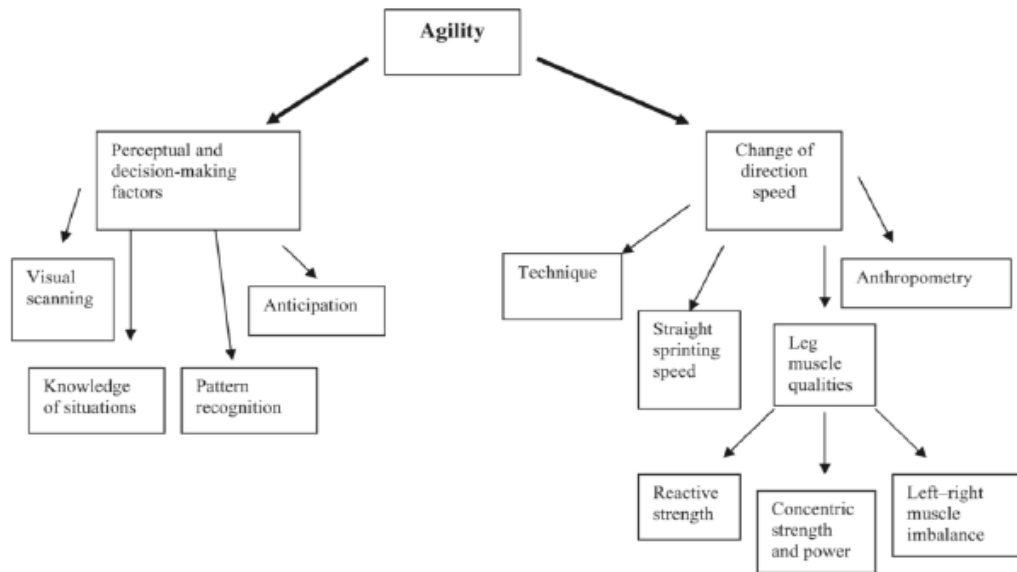 Agility
Perceptual and
decision-making
factors
Change of
direction
speed
Visual
scanning
Anticipation
Technique
Anthropometry
Straight
sprinting
speed
Leg
muscle
qualities
Knowledge
of situations
Pattern
recognition
Reactive
strength
Concentric
strength
and power
Left–right
muscle
imbalance